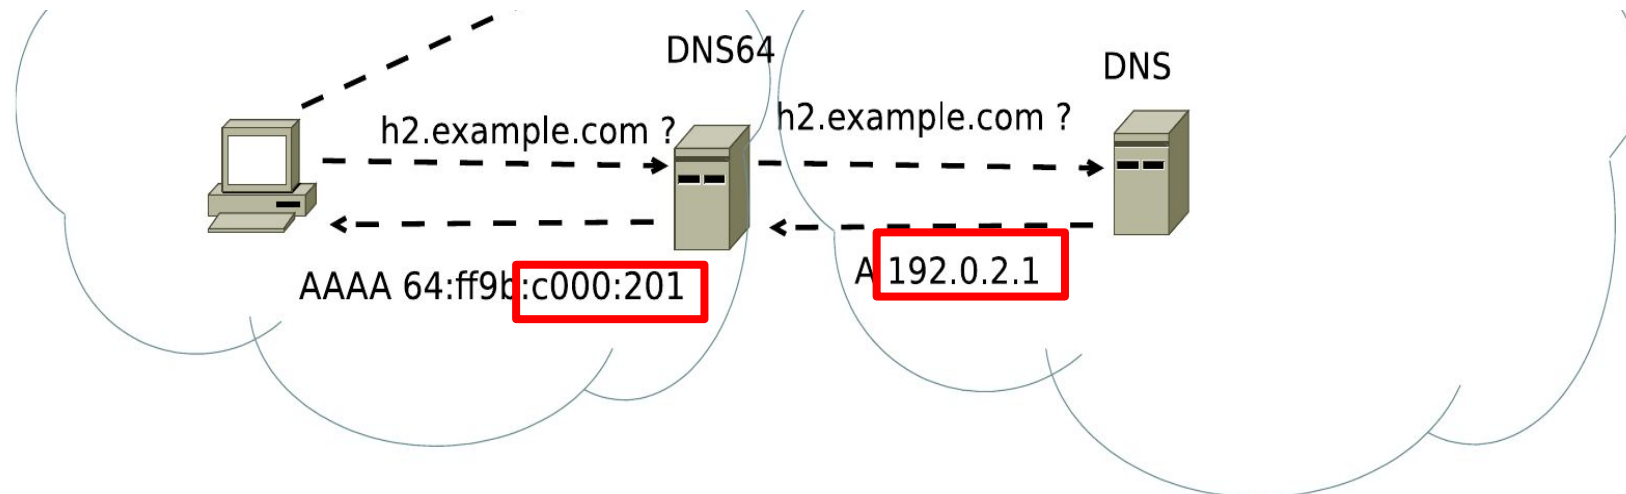 DNS64
DNS
h2.example.com ?
h2.example.com ?
AAAA 64:ff9b:c000:201
A 192.0.2.1